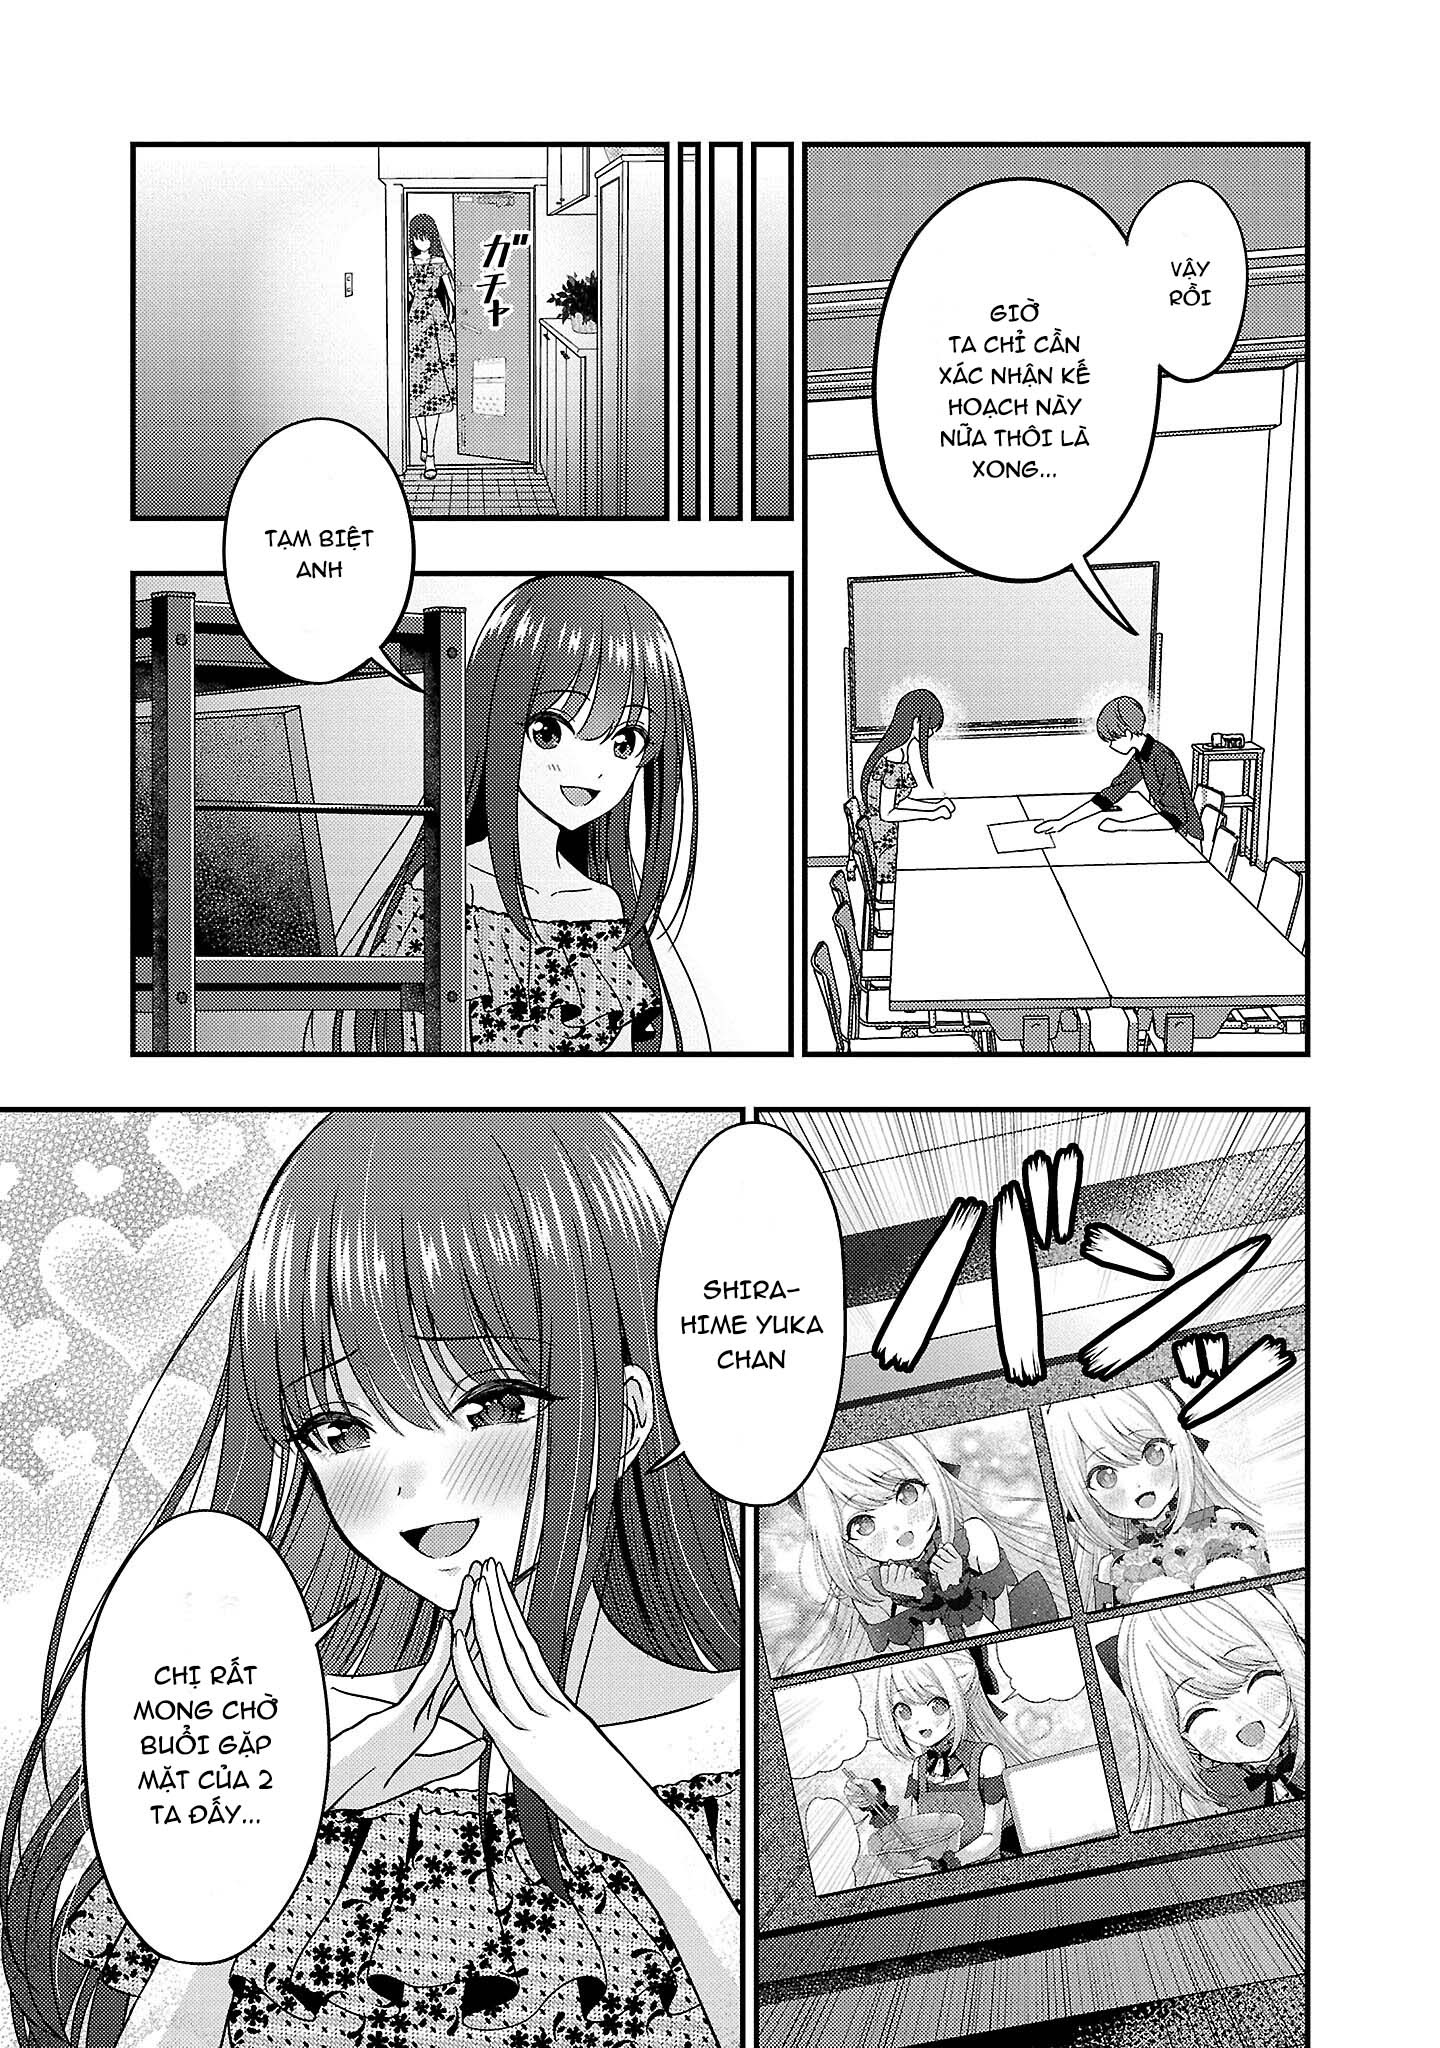 VẬY
RỒI
GIỜ
TA CHỈ CẦN
XÁC NHẬN KẾ
HOẠCH NÀY
NỮA THÔI LÀ
XONG...
ガチャ
TẠM BIỆT
ANH
バンッ
SHIRA-
HIME YUKA
CHAN
CHỊ RẤT
MONG CHỜ
BUỔI GẶP
MẶT CỦA 2
TA ĐẤY...